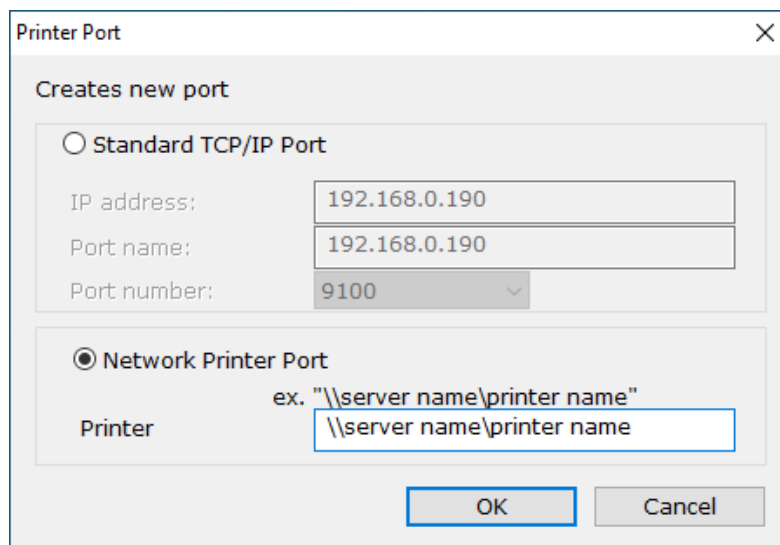 Printer Port
Creates new port
Standard TCP/IP Port
IP address: 192.168.0.190
Port name: 192.168.0.190
Port number: 9100
Network Printer Port
ex. "\\server name\printer name"
Printer \\server name\printer name
OK Cancel